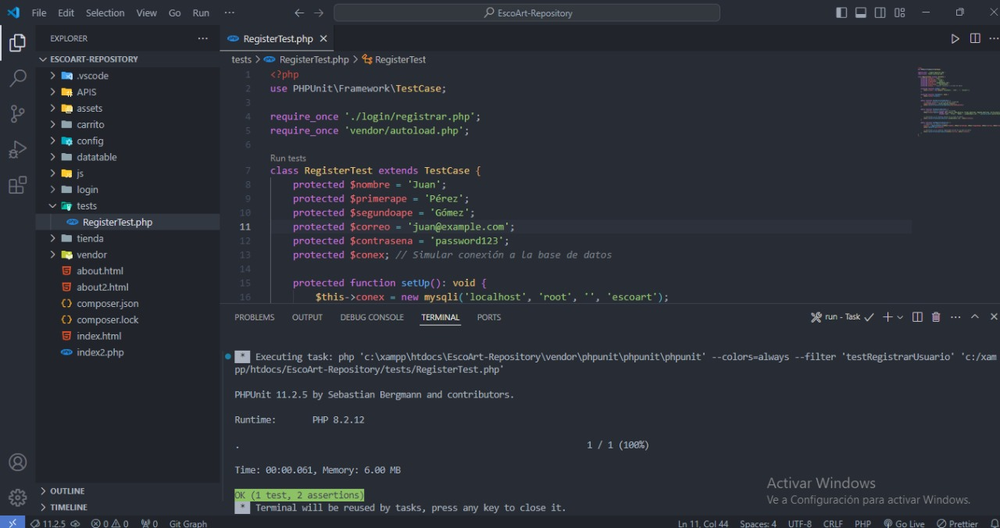 File Edit Selection View Go Run ···
EscoArt-Repository
EXPLORER ···
ESCOART-REPOSITORY
.vscode
APIS
assets
carrito
config
datatable
js
login
tests
RegisterTest.php
tienda
vendor
about.html
about2.html
composer.json
composer.lock
index.html
index2.php
OUTLINE
TIMELINE
RegisterTest.php
tests > RegisterTest.php > RegisterTest
1 <?php
2 use PHPUnit\Framework\TestCase;
3
4 require_once './login/registrar.php';
5 require_once 'vendor/autoload.php';
6
Run tests
7 class RegisterTest extends TestCase {
8 protected $nombre = 'Juan';
9 protected $primerape = 'Pérez';
10 protected $segundoape = 'Gómez';
11 protected $correo = 'juan@example.com';
12 protected $contrasena = 'password123';
13 protected $conex; // Simular conexión a la base de datos
14
15 protected function setUp(): void {
16 $this->conex = new mysqli('localhost', 'root', '', 'escoart');
PROBLEMS OUTPUT DEBUG CONSOLE TERMINAL PORTS
run - Task
* Executing task: php 'c:\xampp\htdocs\EscoArt-Repository\vendor\phpunit\phpunit\phpunit' --colors=always --filter 'testRegistrarUsuario' 'c:/xam
pp/htdocs/EscoArt-Repository/tests/RegisterTest.php'
PHPUnit 11.2.5 by Sebastian Bergmann and contributors.
Runtime: PHP 8.2.12
. 1 / 1 (100%)
Time: 00:00.061, Memory: 6.00 MB
OK (1 test, 2 assertions)
* Terminal will be reused by tasks, press any key to close it.
Activar Windows
Ve a Configuración para activar Windows.
11.2.5 0 0 0 Git Graph Ln 11, Col 44 Spaces: 4 UTF-8 CRLF PHP Go Live Prettier